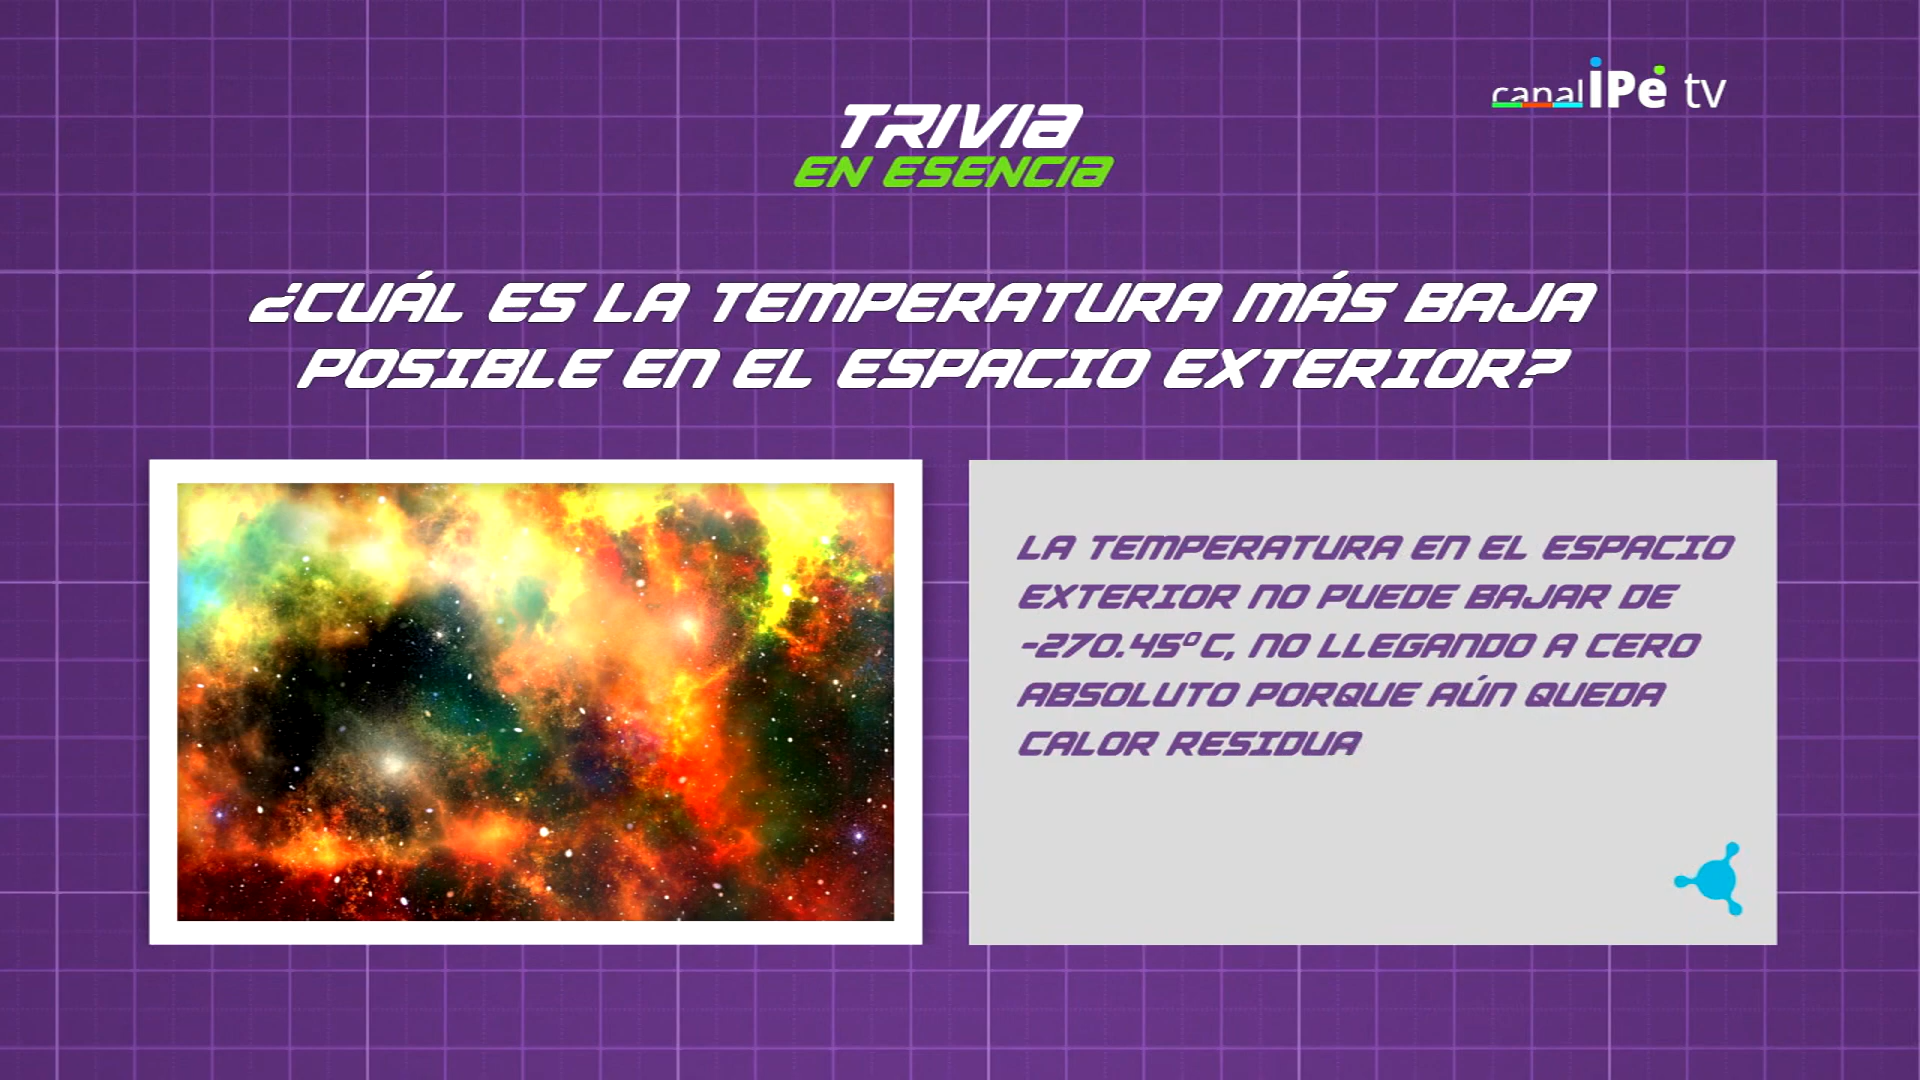 canal iPe tv
TRIVIA
EN ESENCIA
¿CUÁL ES LA TEMPERATURA MÁS BAJA
POSIBLE EN EL ESPACIO EXTERIOR?
LA TEMPERATURA EN EL ESPACIO
EXTERIOR NO PUEDE BAJAR DE
-270.45ºC, NO LLEGANDO A CERO
ABSOLUTO PORQUE AÚN QUEDA
CALOR RESIDUA